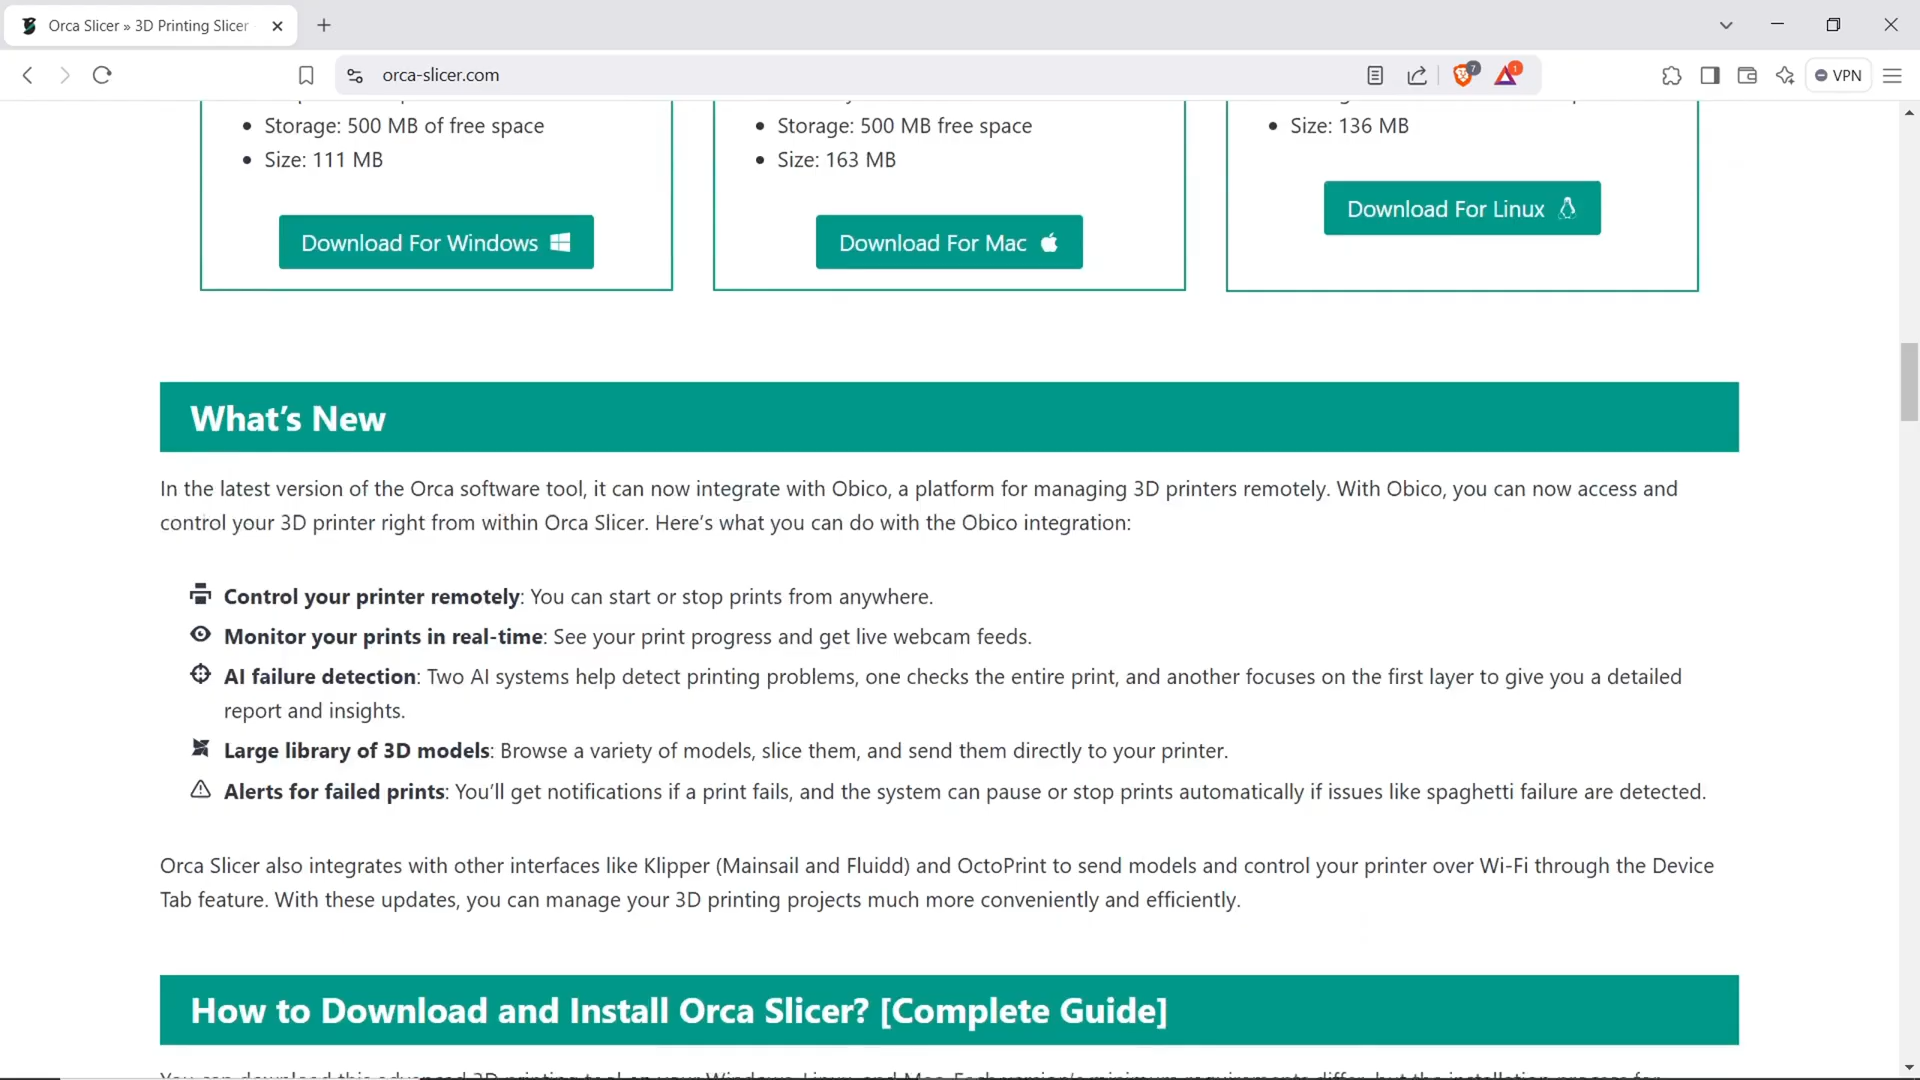 Orca Slicer » 3D Printing Slicer
orca-slicer.com
7
1
VPN
Storage: 500 MB of free space
Size: 111 MB
Download For Windows
Storage: 500 MB free space
Size: 163 MB
Download For Mac
Size: 136 MB
Download For Linux
What's New
In the latest version of the Orca software tool, it can now integrate with Obico, a platform for managing 3D printers remotely. With Obico, you can now access and
control your 3D printer right from within Orca Slicer. Here's what you can do with the Obico integration:
Control your printer remotely: You can start or stop prints from anywhere.
Monitor your prints in real-time: See your print progress and get live webcam feeds.
AI failure detection: Two AI systems help detect printing problems, one checks the entire print, and another focuses on the first layer to give you a detailed
report and insights.
Large library of 3D models: Browse a variety of models, slice them, and send them directly to your printer.
Alerts for failed prints: You'll get notifications if a print fails, and the system can pause or stop prints automatically if issues like spaghetti failure are detected.
Orca Slicer also integrates with other interfaces like Klipper (Mainsail and Fluidd) and OctoPrint to send models and control your printer over Wi-Fi through the Device
Tab feature. With these updates, you can manage your 3D printing projects much more conveniently and efficiently.
How to Download and Install Orca Slicer? [Complete Guide]